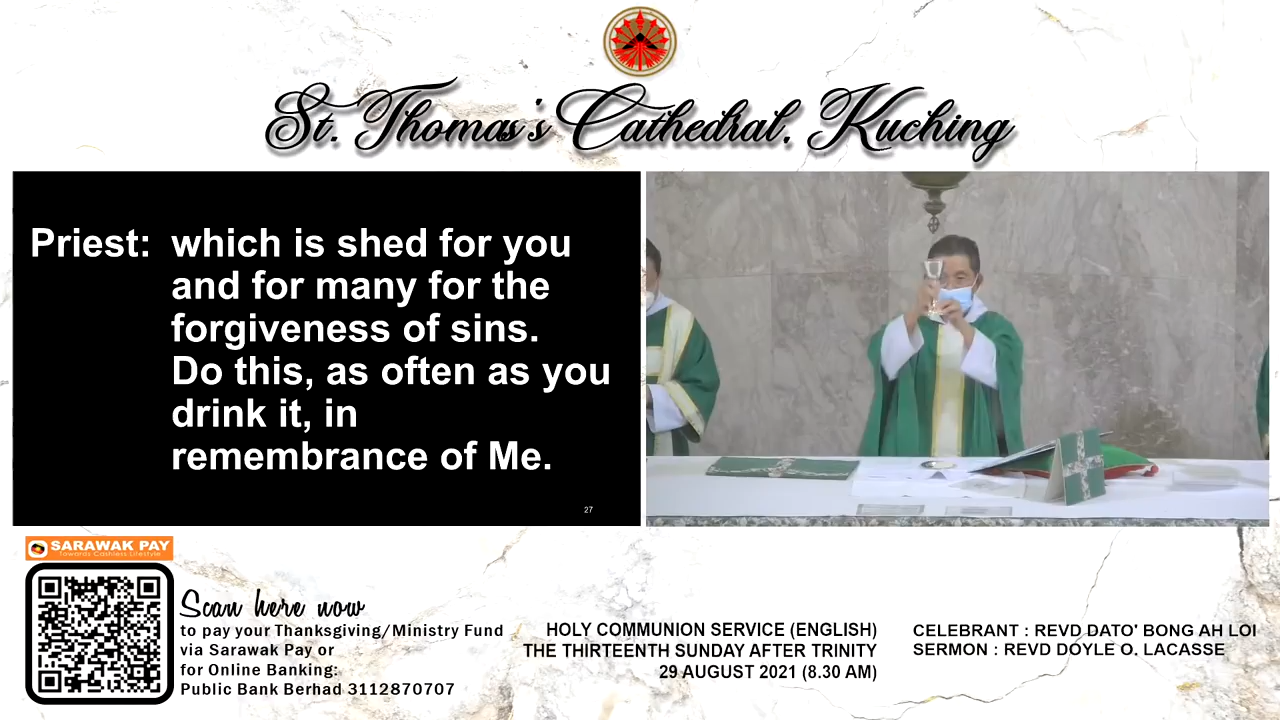 St. Thomas's Cathedral, Kuching
Priest: which is shed for you
and for many for the
forgiveness of sins.
Do this, as often as you
drink it, in
remembrance of Me.
27
SARAWAK PAY
Towards Cashless Lifestyle
Scan here now
to pay your Thanksgiving/Ministry Fund
via Sarawak Pay or
for Online Banking:
Public Bank Berhad 3112870707
HOLY COMMUNION SERVICE (ENGLISH)
THE THIRTEENTH SUNDAY AFTER TRINITY
29 AUGUST 2021 (8.30 AM)
CELEBRANT : REVD DATO' BONG AH LOI
SERMON : REVD DOYLE O. LACASSE